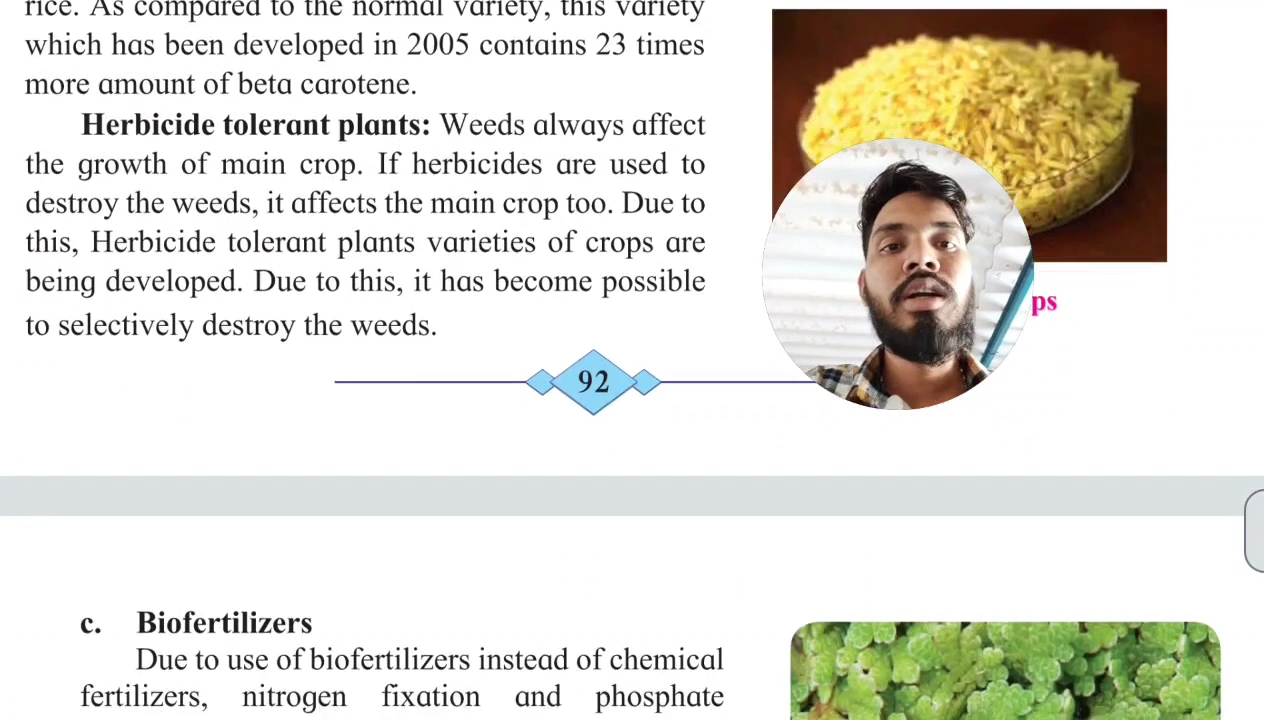 rice. As compared to the normal variety, this variety
which has been developed in 2005 contains 23 times
more amount of beta carotene.
Herbicide tolerant plants: Weeds always affect
the growth of main crop. If herbicides are used to
destroy the weeds, it affects the main crop too. Due to
this, Herbicide tolerant plants varieties of crops are
being developed. Due to this, it has become possible
to selectively destroy the weeds.
ps
92
c. Biofertilizers
Due to use of biofertilizers instead of chemical
fertilizers, nitrogen fixation and phosphate